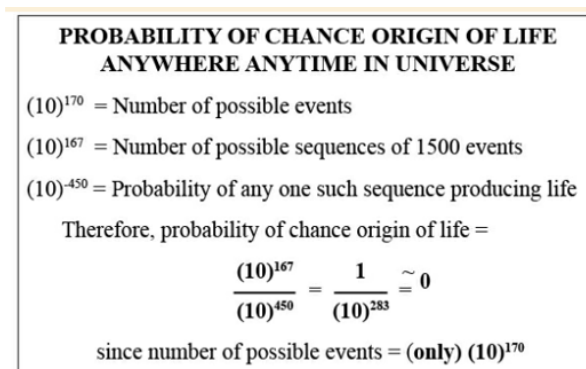 PROBABILITY OF CHANCE ORIGIN OF LIFE
ANYWHERE ANYTIME IN UNIVERSE
(10)¹⁷⁰ = Number of possible events
(10)¹⁶⁷ = Number of possible sequences of 1500 events
(10)⁻⁴⁵⁰ = Probability of any one such sequence producing life
Therefore, probability of chance origin of life =
(10)¹⁶⁷ / (10)⁴⁵⁰ = 1 / (10)²⁸³ ≅ 0
since number of possible events = (only) (10)¹⁷⁰